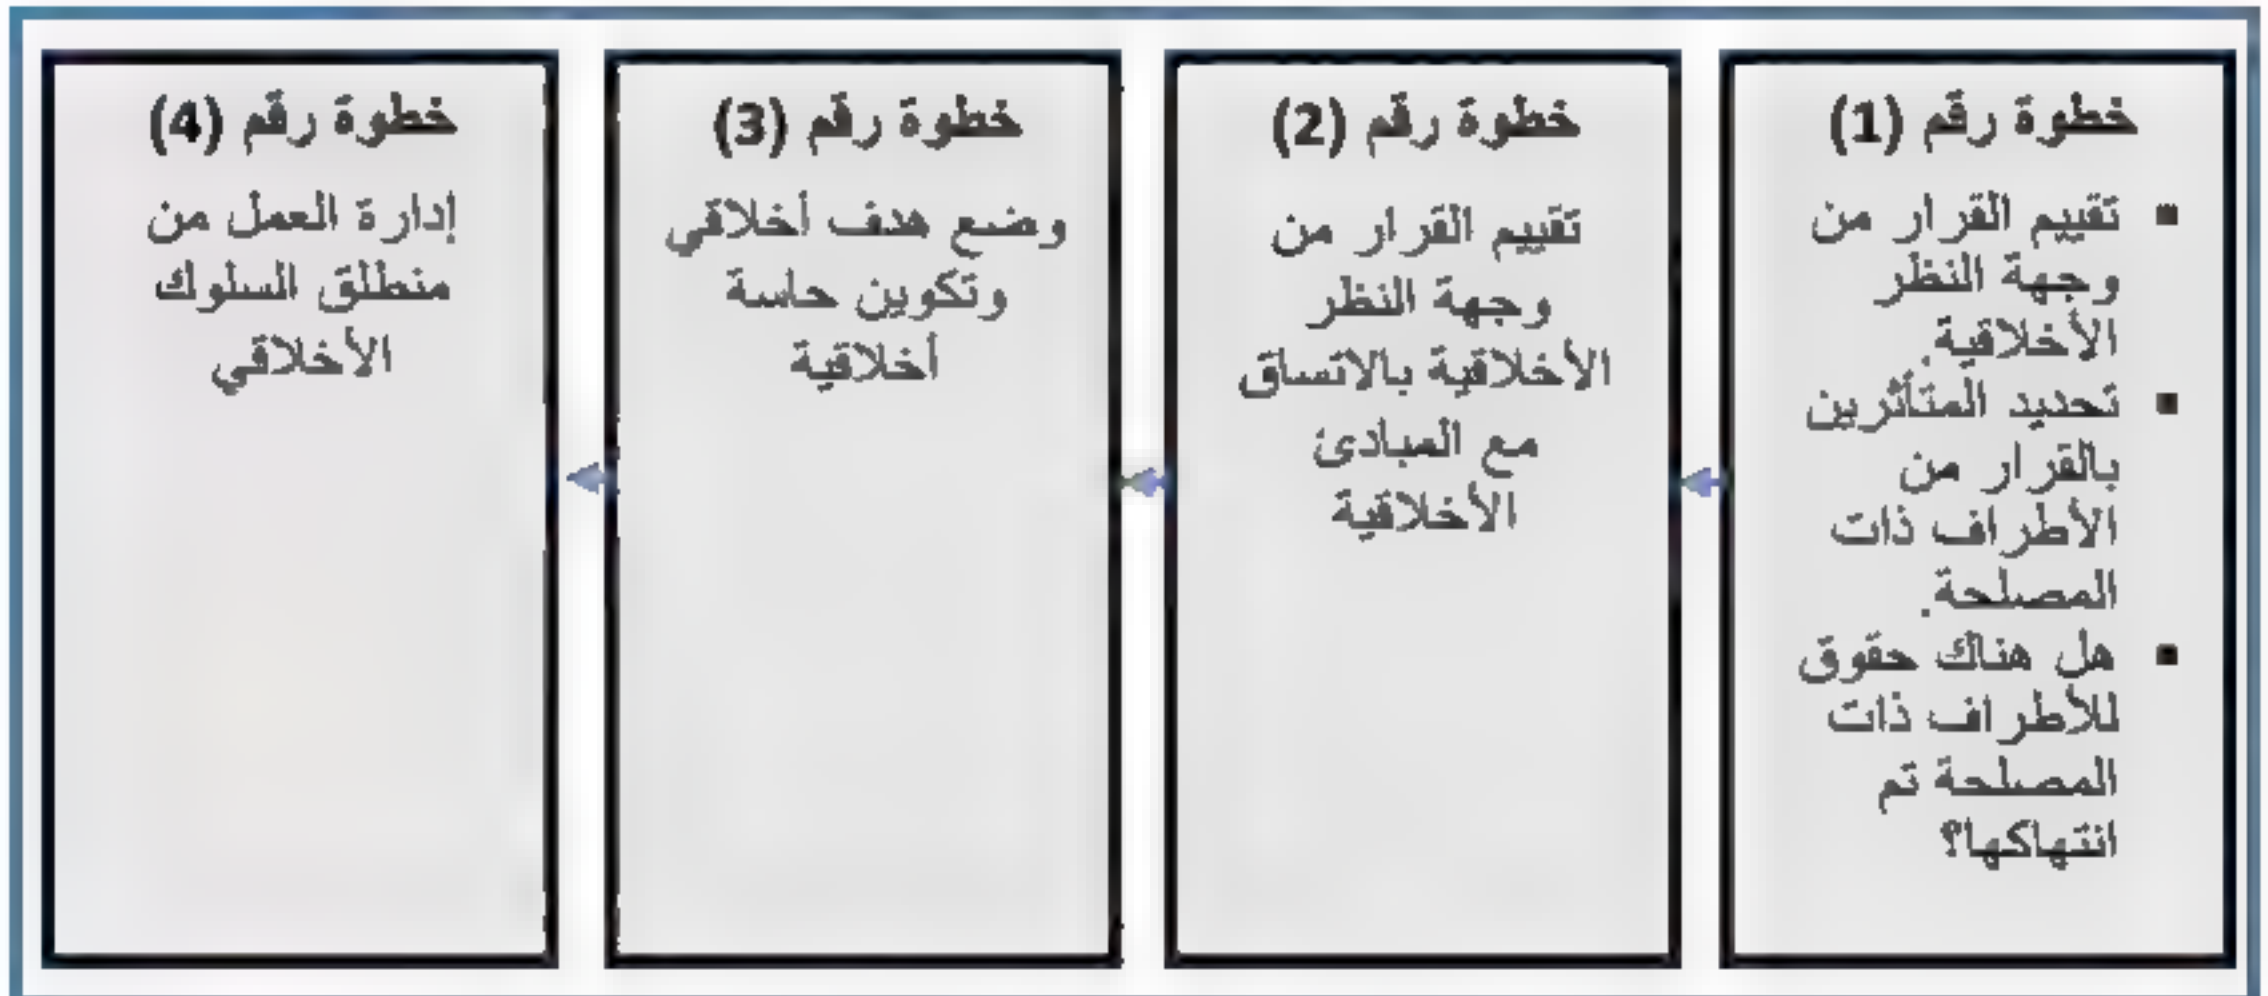 خطوة رقم (1)
▪ تقييم القرار من
وجهة النظر
الأخلاقية.
▪ تحديد المتأثرين
بالقرار من
الأطراف ذات
المصلحة.
▪ هل هناك حقوق
للأطراف ذات
المصلحة تم
انتهاكها؟
خطوة رقم (2)
تقييم القرار من
وجهة النظر
الأخلاقية بالاتساق
مع المبادئ
الأخلاقية
خطوة رقم (3)
وضع هدف أخلاقي
وتكوين حاسة
أخلاقية
خطوة رقم (4)
إدارة العمل من
منطلق السلوك
الأخلاقي